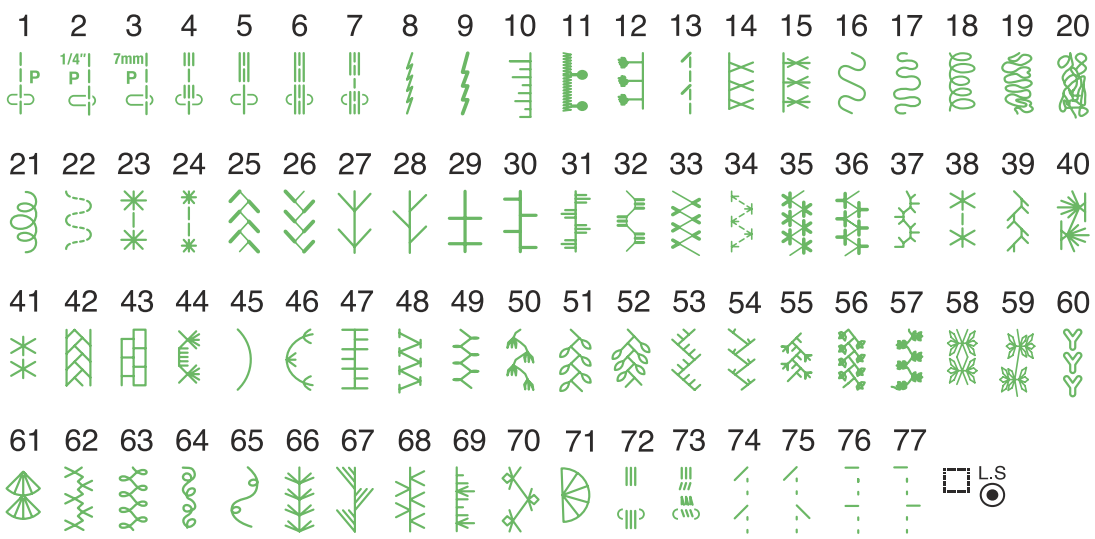 1 2 3 4 5 6 7 8 9 10 11 12 13 14 15 16 17 18 19 20
1/4" 7mm
P P P
21 22 23 24 25 26 27 28 29 30 31 32 33 34 35 36 37 38 39 40
41 42 43 44 45 46 47 48 49 50 51 52 53 54 55 56 57 58 59 60
61 62 63 64 65 66 67 68 69 70 71 72 73 74 75 76 77
L.S